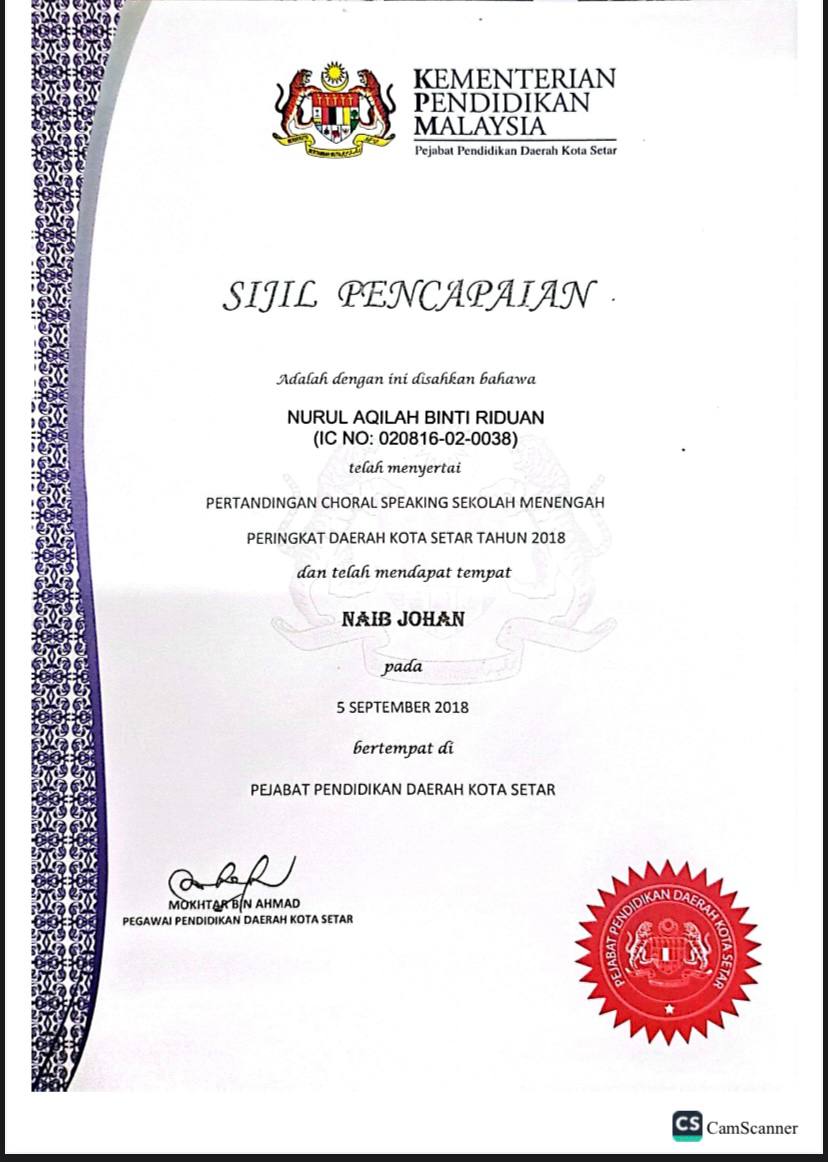 KEMENTERIAN
PENDIDIKAN
MALAYSIA
Pejabat Pendidikan Daerah Kota Setar
SIJIL PENCAPAIAN
Adalah dengan ini disahkan bahawa
NURUL AQILAH BINTI RIDUAN
(IC NO: 020816-02-0038)
telah menyertai
PERTANDINGAN CHORAL SPEAKING SEKOLAH MENENGAH
PERINGKAT DAERAH KOTA SETAR TAHUN 2018
dan telah mendapat tempat
NAIB JOHAN
pada
5 SEPTEMBER 2018
bertempat di
PEJABAT PENDIDIKAN DAERAH KOTA SETAR
MOKHTAR BIN AHMAD
PEGAWAI PENDIDIKAN DAERAH KOTA SETAR
PEJABAT PENDIDIKAN DAERAH KOTA SETAR
CS CamScanner